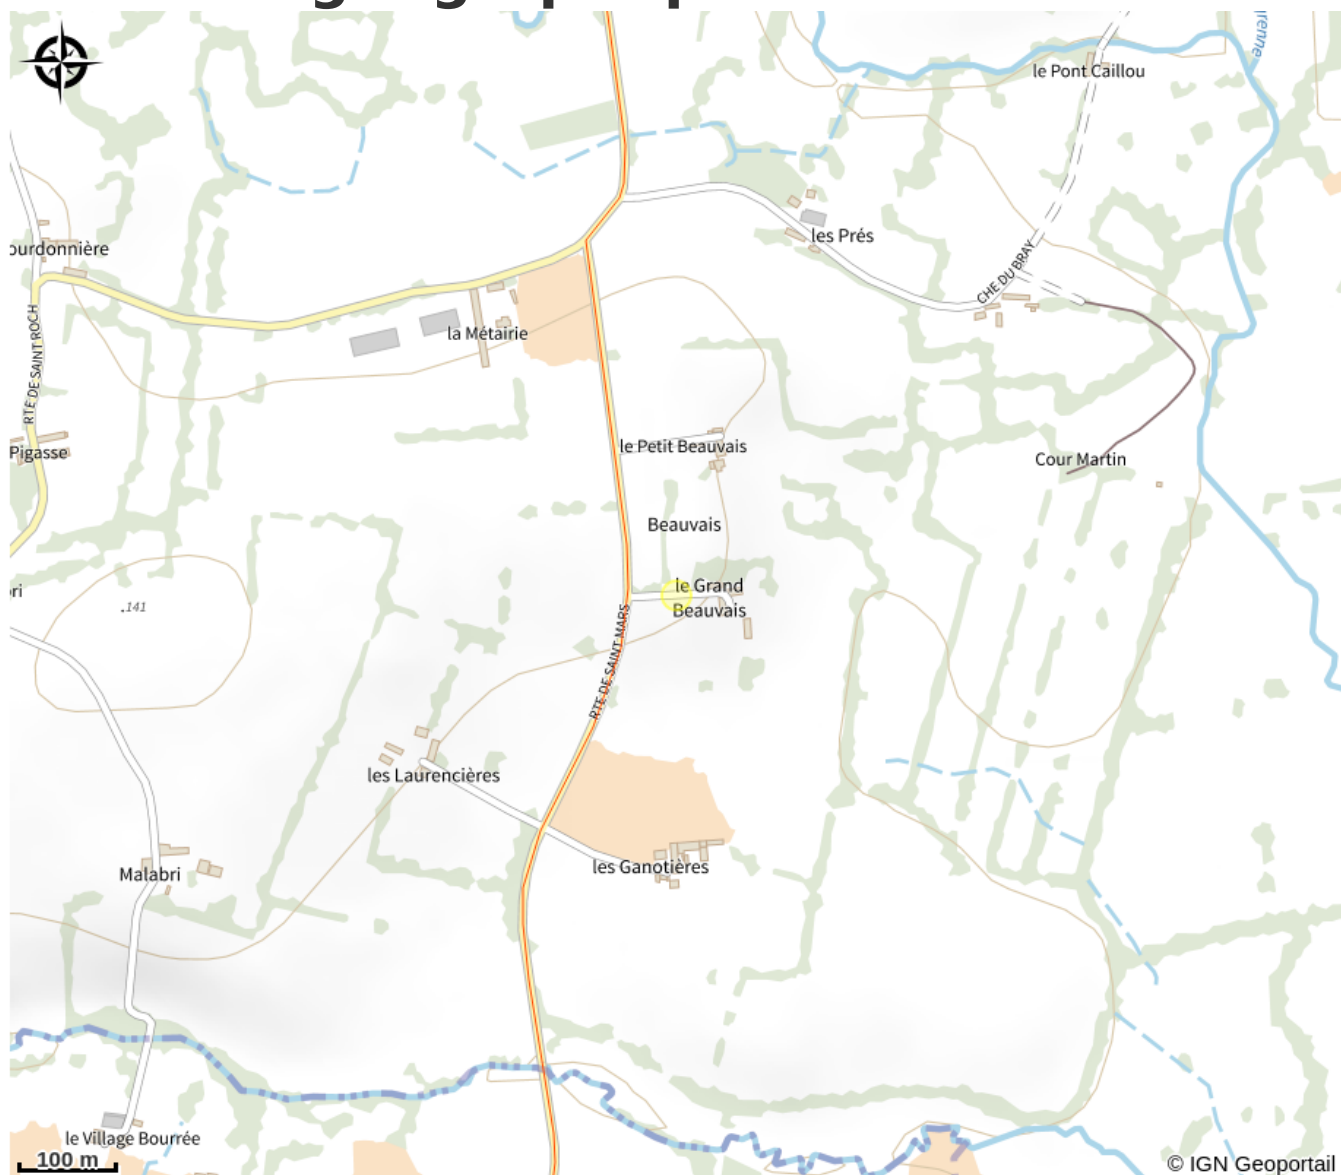 le Pont Caillou
les Prés
ourdonnière
CHE DU BRAY
la Métairie
RTE DE SAINT ROCH
le Petit Beauvais
Pigasse
Cour Martin
Beauvais
le Grand
Beauvais
ri
141
RTE DE SAINT MARS
les Laurencières
les Ganotières
Malabri
le Village Bourrée
100 m
© IGN Geoportail